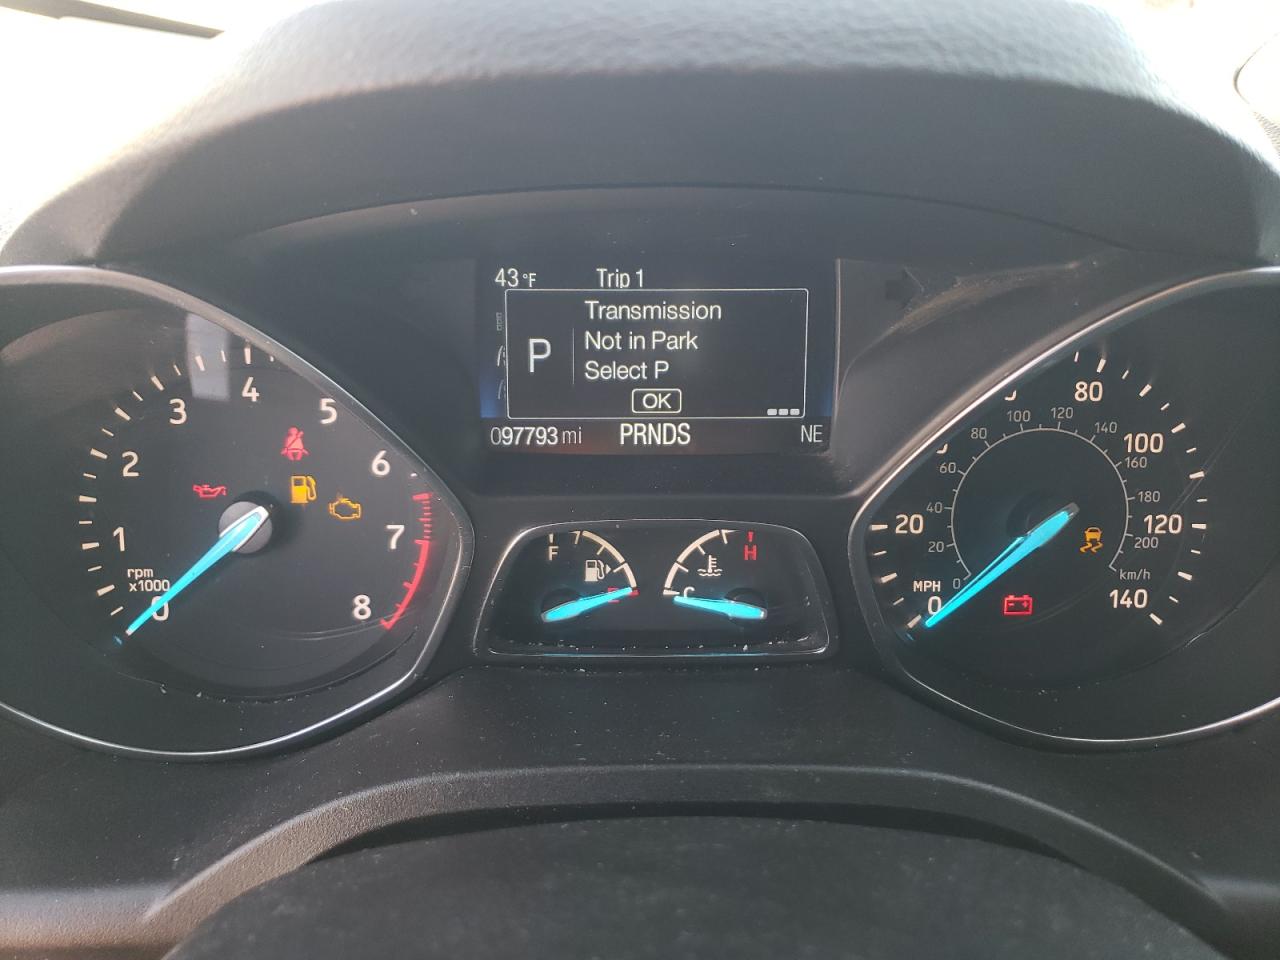 43 °F Trip 1
Transmission
P Not in Park
Select P
OK
097793 mi PRNDS NE
0 1 2 3 4 5 6 7 8
rpm
x1000
F
E
H
C
0 20 80 100 120 140
MPH
0 20 40 60 80 100 120 140 160 180 200
km/h